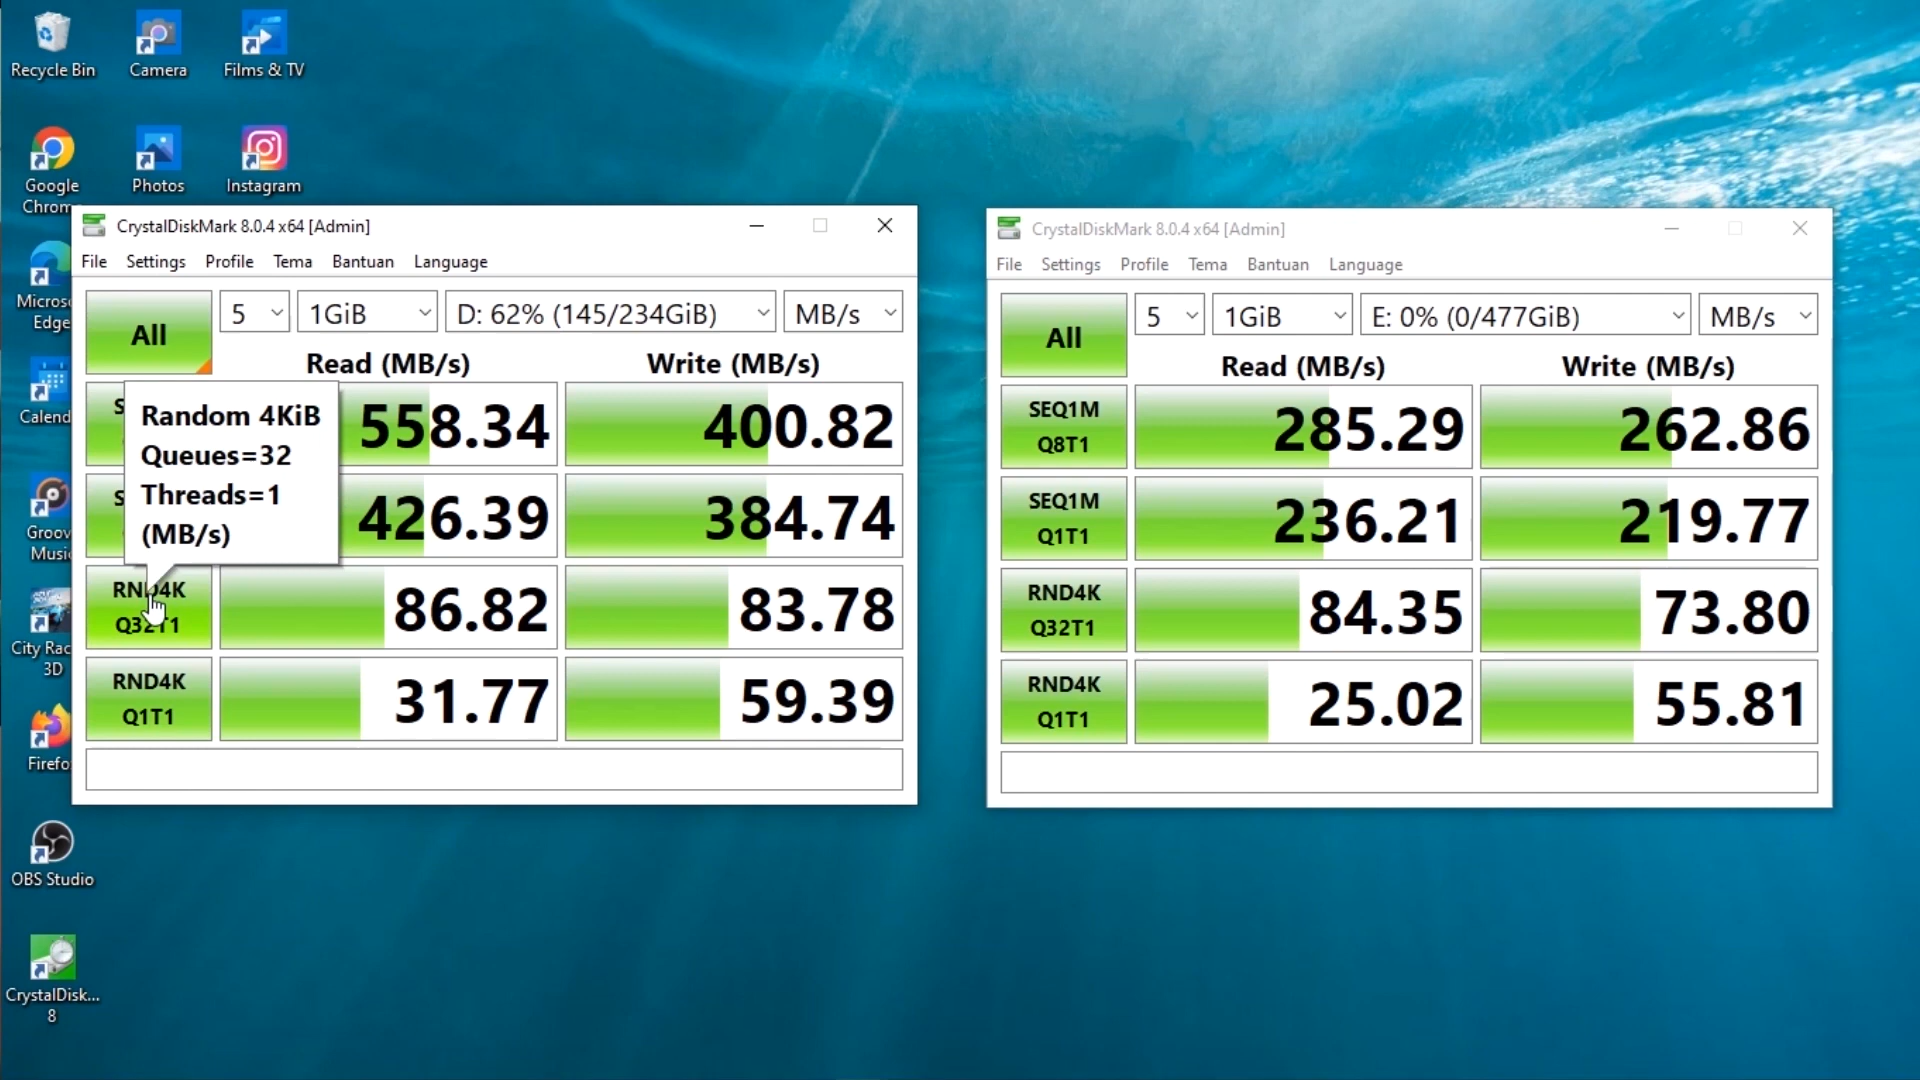 Recycle Bin
Camera
Films & TV
Google
Chrom
Photos
Instagram
Micros
Edge
Calend
Groov
Music
City Rac
3D
Firefo
OBS Studio
CrystalDisk...
8
CrystalDiskMark 8.0.4 x64 [Admin]
File Settings Profile Tema Bantuan Language
All
5 1GiB D: 62% (145/234GiB) MB/s
Read (MB/s) Write (MB/s)
S 558.34 400.82
S 426.39 384.74
Random 4KiB
Queues=32
Threads=1
(MB/s)
RND4K
Q32T1
86.82 83.78
RND4K
Q1T1
31.77 59.39
CrystalDiskMark 8.0.4 x64 [Admin]
File Settings Profile Tema Bantuan Language
All
5 1GiB E: 0% (0/477GiB) MB/s
Read (MB/s) Write (MB/s)
SEQ1M
Q8T1
285.29 262.86
SEQ1M
Q1T1
236.21 219.77
RND4K
Q32T1
84.35 73.80
RND4K
Q1T1
25.02 55.81